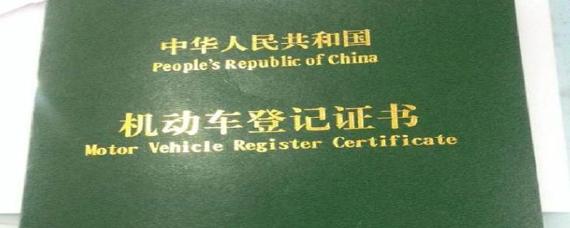 中华人民共和国
People's Republic of China
机动车登记证书
Motor Vehicle Register Certificate